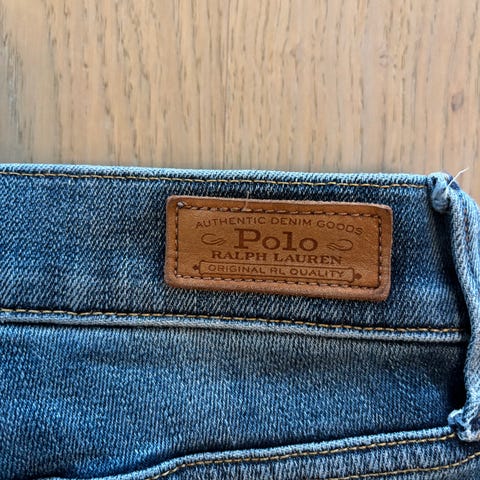 AUTHENTIC DENIM GOODS
Polo
RALPH LAUREN
ORIGINAL RL QUALITY